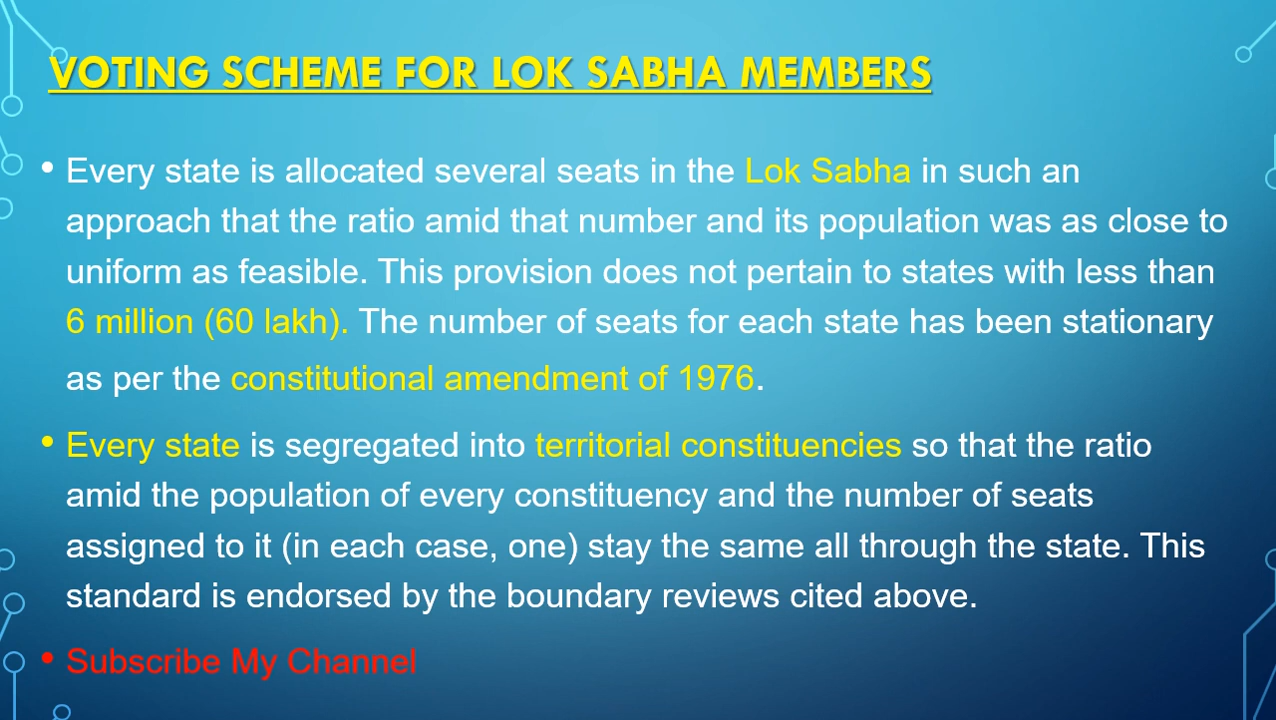 VOTING SCHEME FOR LOK SABHA MEMBERS
• Every state is allocated several seats in the Lok Sabha in such an
approach that the ratio amid that number and its population was as close to
uniform as feasible. This provision does not pertain to states with less than
6 million (60 lakh). The number of seats for each state has been stationary
as per the constitutional amendment of 1976.
• Every state is segregated into territorial constituencies so that the ratio
amid the population of every constituency and the number of seats
assigned to it (in each case, one) stay the same all through the state. This
standard is endorsed by the boundary reviews cited above.
• Subscribe My Channel